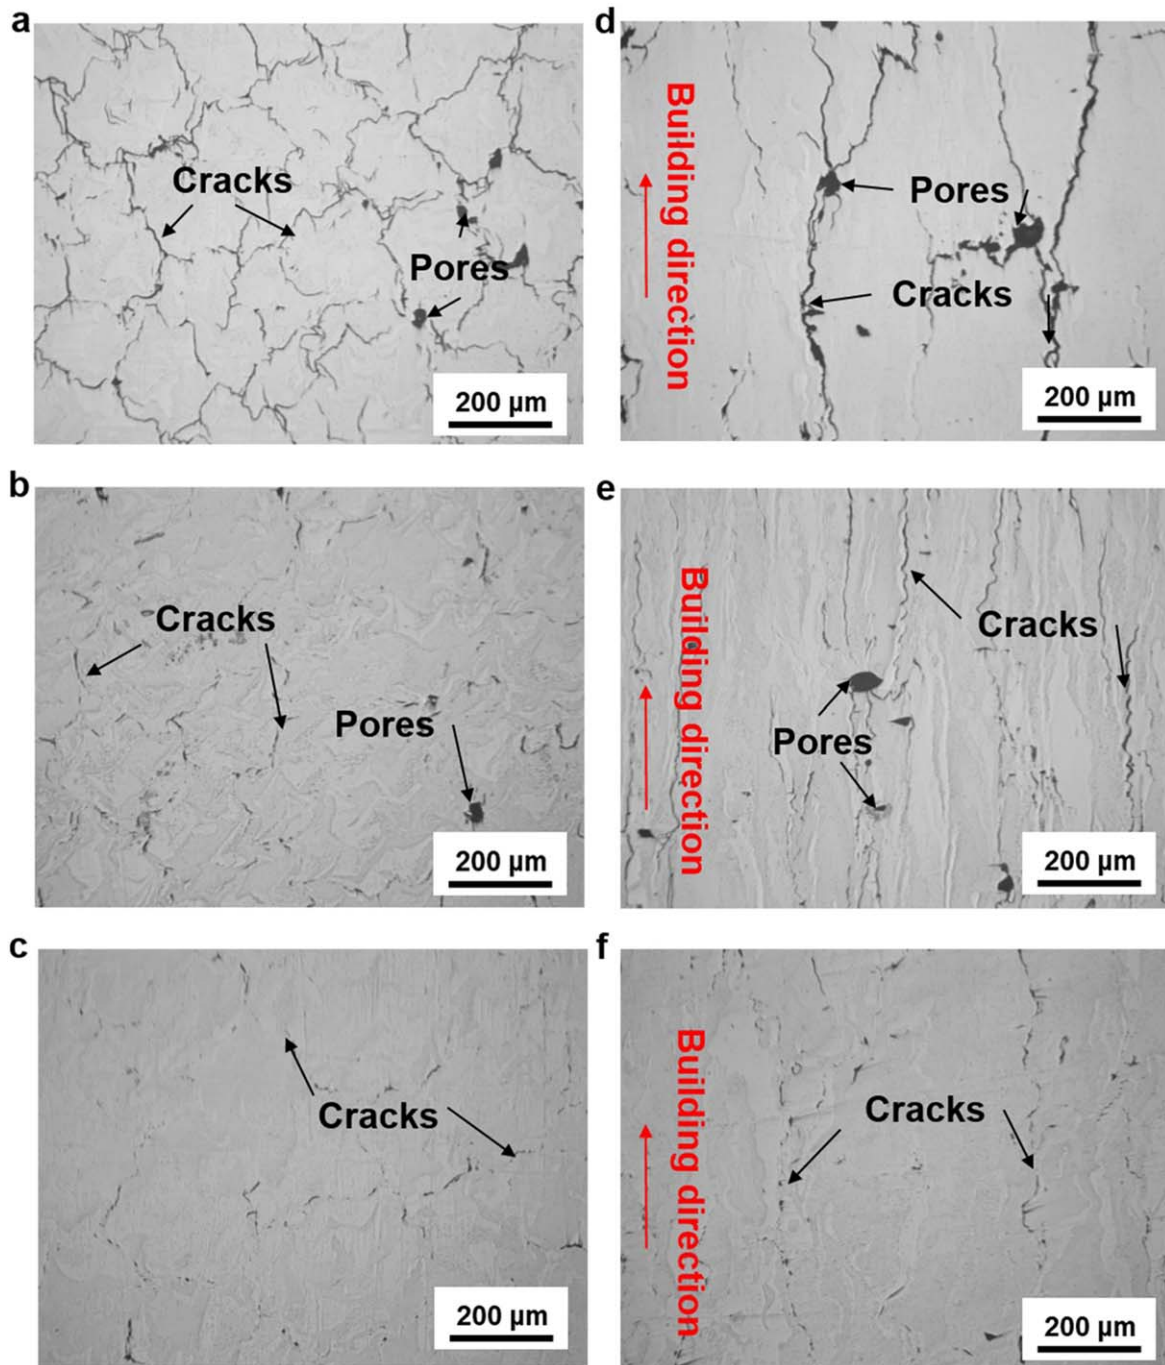 a
Cracks
Pores
200 µm
d
Building direction
Pores
Cracks
200 µm
b
Cracks
Pores
200 µm
e
Building direction
Cracks
Pores
200 µm
c
Cracks
200 µm
f
Building direction
Cracks
200 µm